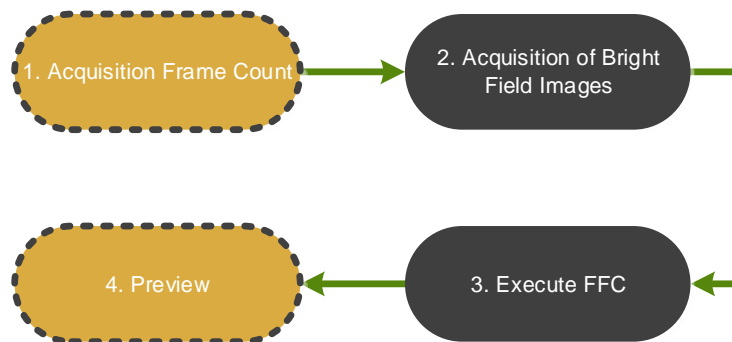 1. Acquisition Frame Count
2. Acquisition of Bright
Field Images
3. Execute FFC
4. Preview